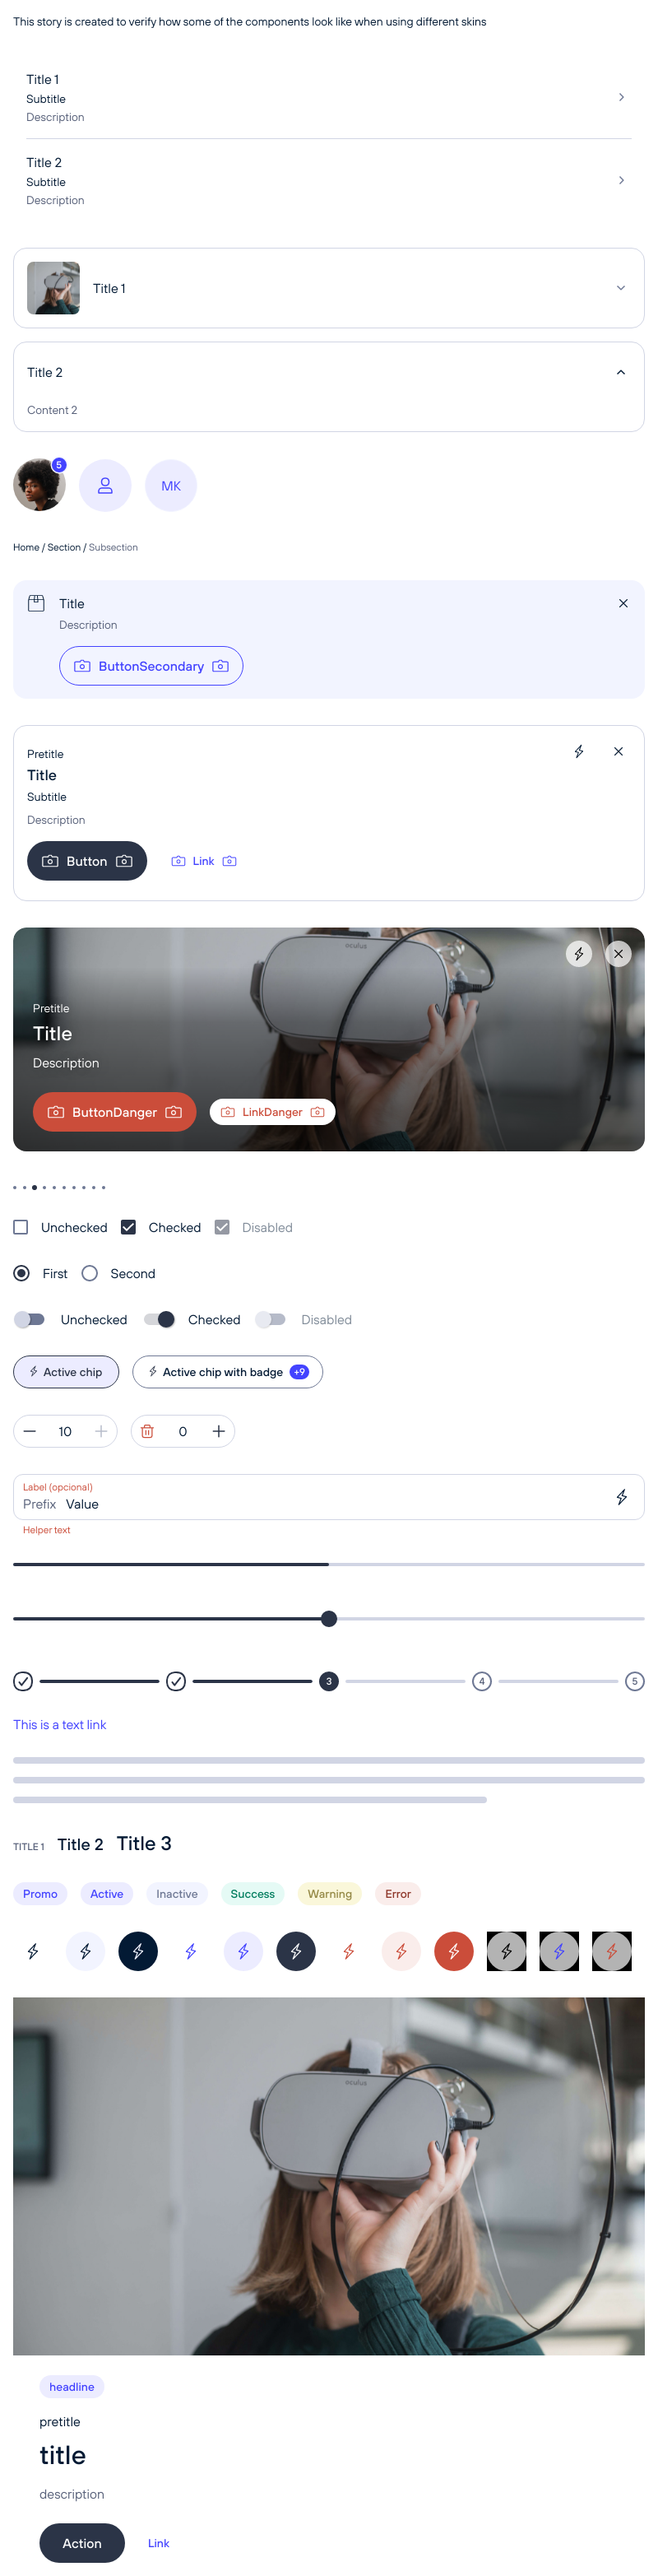 This story is created to verify how some of the components look like when using different skins
Title 1
Subtitle
Description
Title 2
Subtitle
Description
Title 1
Title 2
Content 2
5
MK
Home / Section / Subsection
Title
Description
ButtonSecondary
Pretitle
Title
Subtitle
Description
Button Link
oculus
Pretitle
Title
Description
ButtonDanger LinkDanger
Unchecked Checked Disabled
First Second
Unchecked Checked Disabled
Active chip Active chip with badge +9
10 0
Label (optional)
Prefix Value
Helper text
3 4 5
This is a text link
TITLE 1 Title 2 Title 3
Promo Active Inactive Success Warning Error
oculus
headline
pretitle
title
description
Action Link